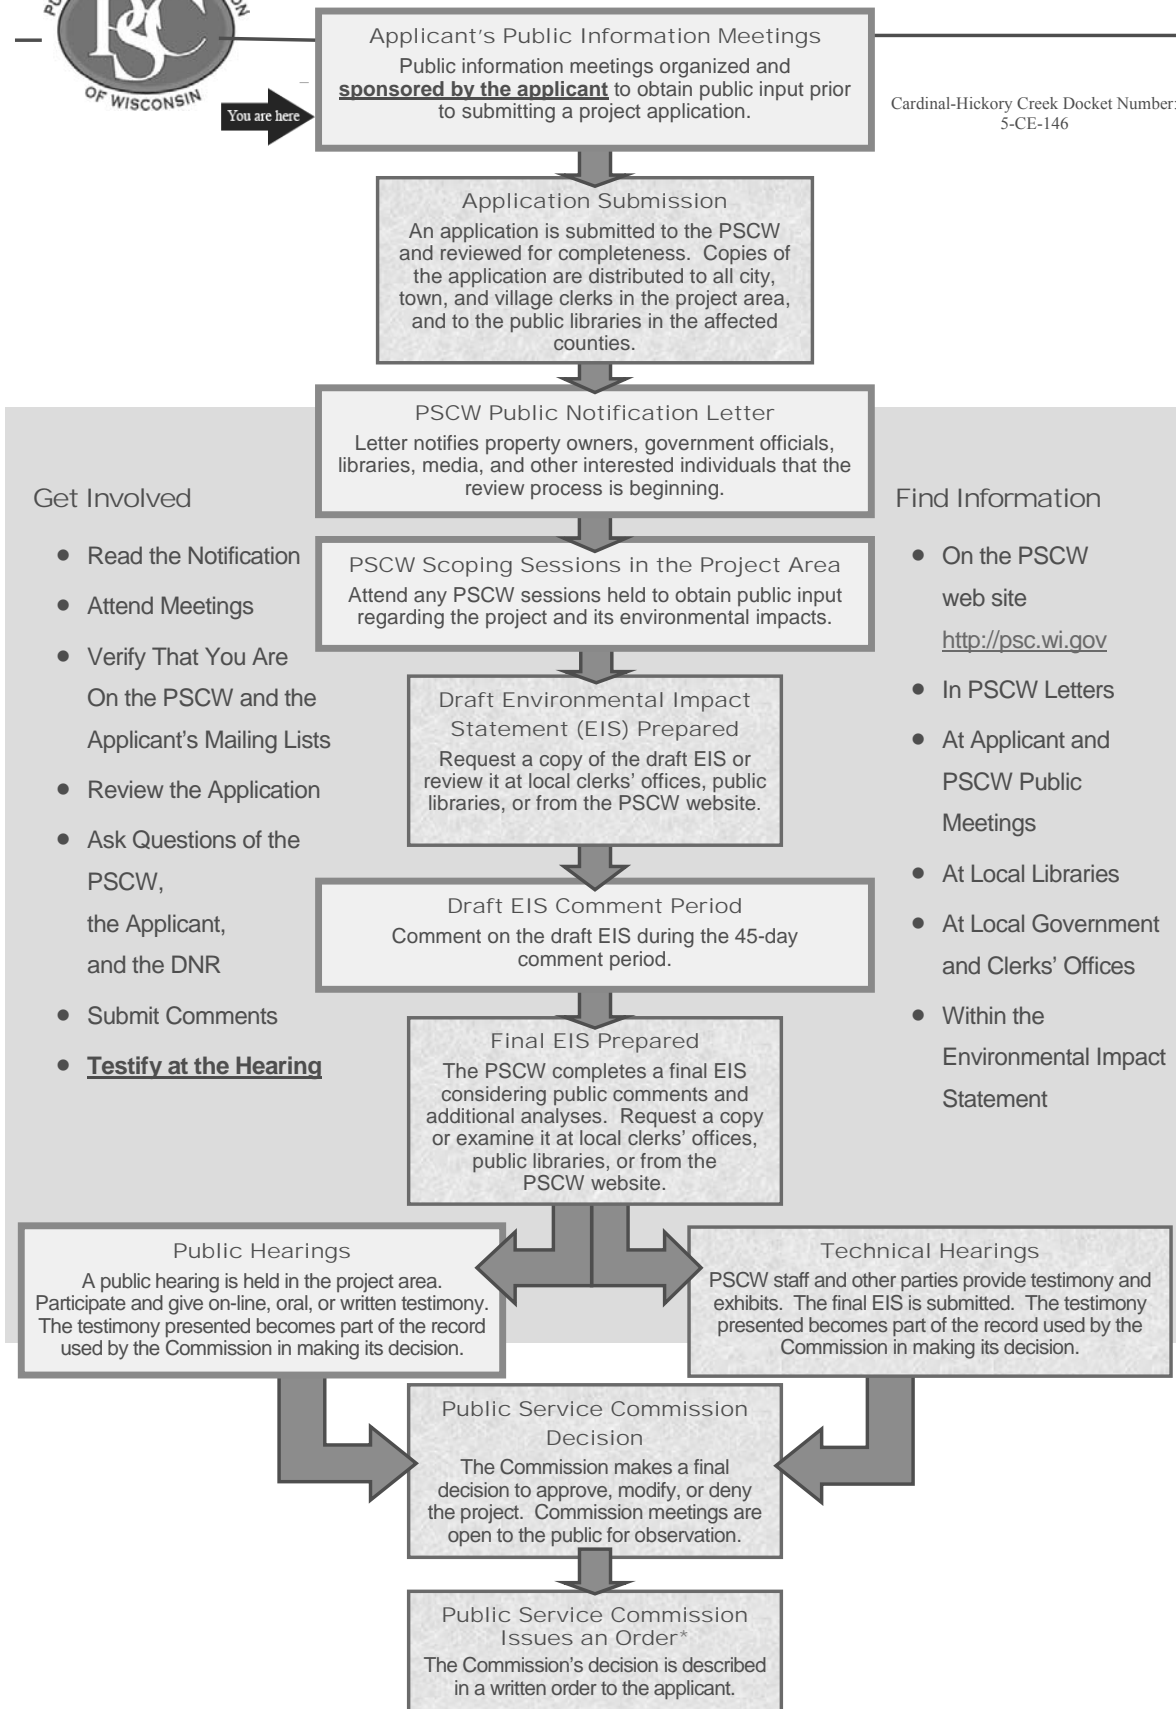 PSC
OF WISCONSIN
You are here
Applicant's Public Information Meetings
Public information meetings organized and
sponsored by the applicant to obtain public input prior
to submitting a project application.
Cardinal-Hickory Creek Docket Number:
5-CE-146
Application Submission
An application is submitted to the PSCW
and reviewed for completeness. Copies of
the application are distributed to all city,
town, and village clerks in the project area,
and to the public libraries in the affected
counties.
PSCW Public Notification Letter
Letter notifies property owners, government officials,
libraries, media, and other interested individuals that the
review process is beginning.
Get Involved
• Read the Notification
• Attend Meetings
• Verify That You Are
On the PSCW and the
Applicant's Mailing Lists
• Review the Application
• Ask Questions of the
PSCW,
the Applicant,
and the DNR
• Submit Comments
• Testify at the Hearing
PSCW Scoping Sessions in the Project Area
Attend any PSCW sessions held to obtain public input
regarding the project and its environmental impacts.
Draft Environmental Impact
Statement (EIS) Prepared
Request a copy of the draft EIS or
review it at local clerks' offices, public
libraries, or from the PSCW website.
Draft EIS Comment Period
Comment on the draft EIS during the 45-day
comment period.
Final EIS Prepared
The PSCW completes a final EIS
considering public comments and
additional analyses. Request a copy
or examine it at local clerks' offices,
public libraries, or from the
PSCW website.
Find Information
• On the PSCW
web site
http://psc.wi.gov
• In PSCW Letters
• At Applicant and
PSCW Public
Meetings
• At Local Libraries
• At Local Government
and Clerks' Offices
• Within the
Environmental Impact
Statement
Public Hearings
A public hearing is held in the project area.
Participate and give on-line, oral, or written testimony.
The testimony presented becomes part of the record
used by the Commission in making its decision.
Technical Hearings
PSCW staff and other parties provide testimony and
exhibits. The final EIS is submitted. The testimony
presented becomes part of the record used by the
Commission in making its decision.
Public Service Commission
Decision
The Commission makes a final
decision to approve, modify, or deny
the project. Commission meetings are
open to the public for observation.
Public Service Commission
Issues an Order*
The Commission's decision is described
in a written order to the applicant.